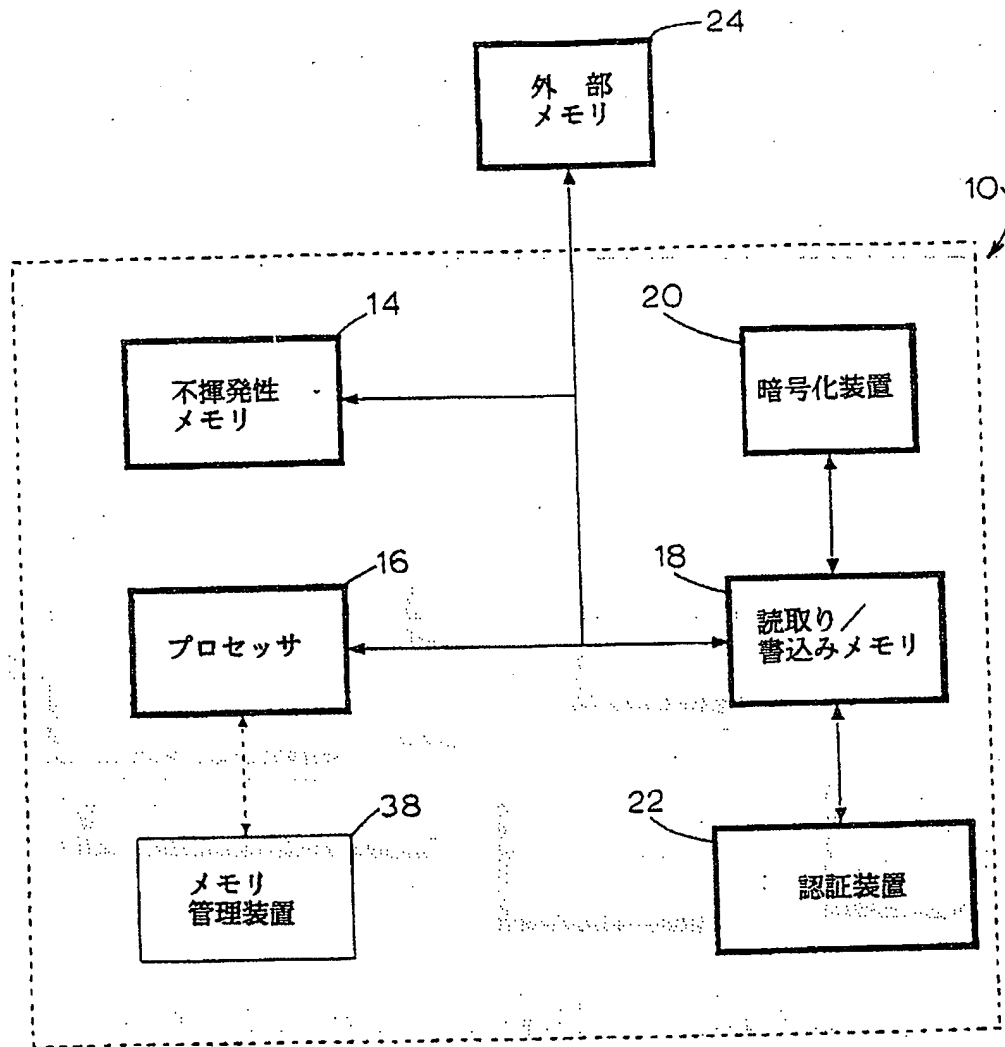 24
外 部
メモリ
10
14
不揮発性
メモリ
20
暗号化装置
16
プロセッサ
18
読取り／
書込みメモリ
38
メモリ
管理装置
22
認証装置